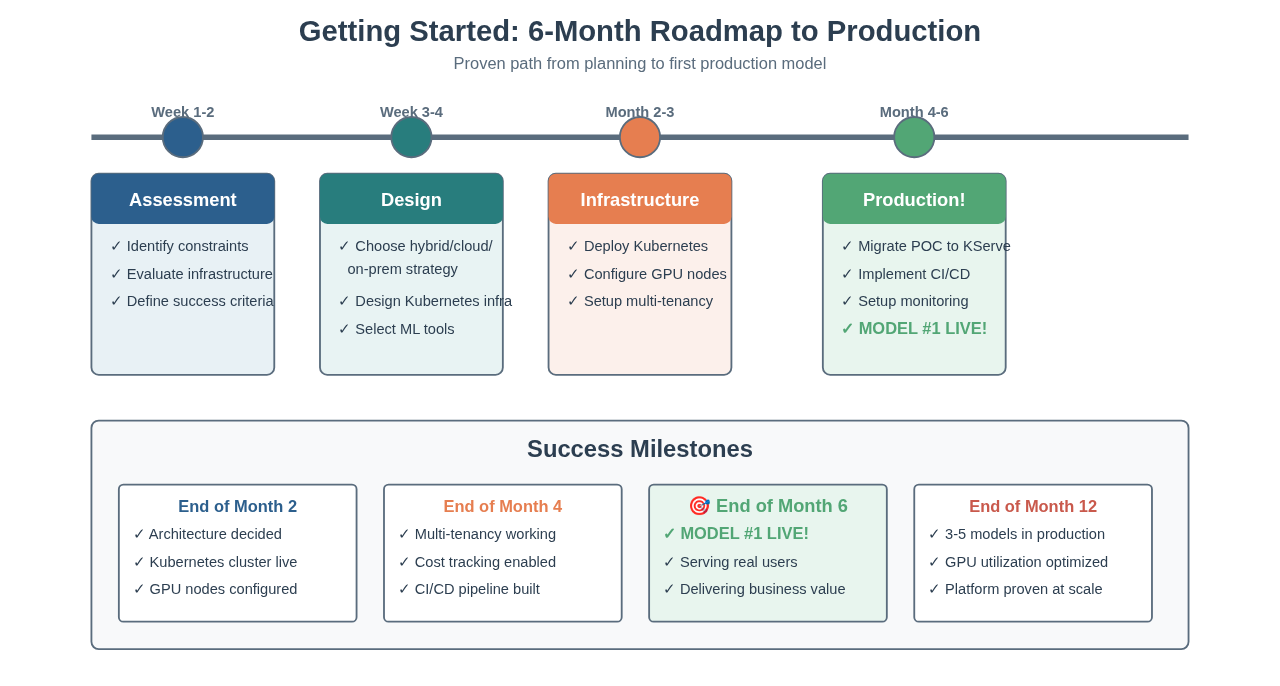 Getting Started: 6-Month Roadmap to Production
Proven path from planning to first production model
Week 1-2
Week 3-4
Month 2-3
Month 4-6
Assessment
✓ Identify constraints
✓ Evaluate infrastructure
✓ Define success criteria
Design
✓ Choose hybrid/cloud/
on-prem strategy
✓ Design Kubernetes infra
✓ Select ML tools
Infrastructure
✓ Deploy Kubernetes
✓ Configure GPU nodes
✓ Setup multi-tenancy
Production!
✓ Migrate POC to KServe
✓ Implement CI/CD
✓ Setup monitoring
✓ MODEL #1 LIVE!
Success Milestones
End of Month 2
✓ Architecture decided
✓ Kubernetes cluster live
✓ GPU nodes configured
End of Month 4
✓ Multi-tenancy working
✓ Cost tracking enabled
✓ CI/CD pipeline built
🎯 End of Month 6
✓ MODEL #1 LIVE!
✓ Serving real users
✓ Delivering business value
End of Month 12
✓ 3-5 models in production
✓ GPU utilization optimized
✓ Platform proven at scale